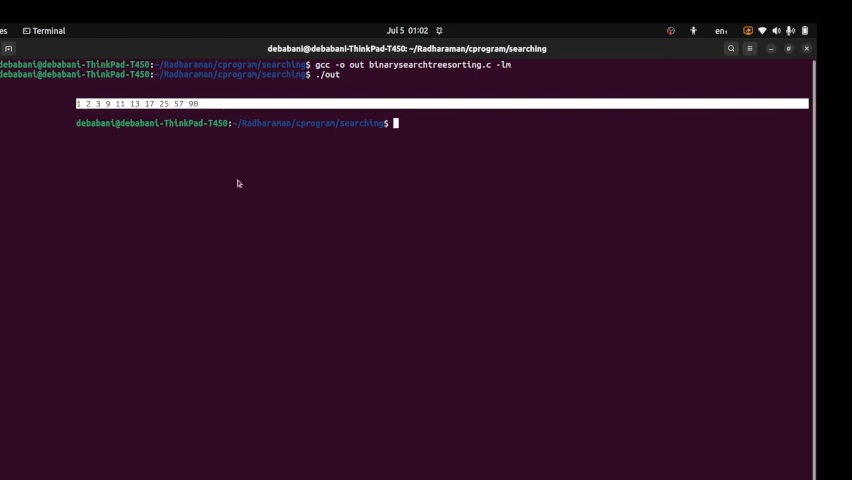 es Terminal Jul 5 01:02 en₁
debabani@debabani-ThinkPad-T450: ~/Radharaman/cprogram/searching
debabani@debabani-ThinkPad-T450:~/Radharaman/cprogram/searching$ gcc -o out binarysearchtreesorting.c -lm
debabani@debabani-ThinkPad-T450:~/Radharaman/cprogram/searching$ ./out
1 2 3 9 11 13 17 25 57 90
debabani@debabani-ThinkPad-T450:~/Radharaman/cprogram/searching$